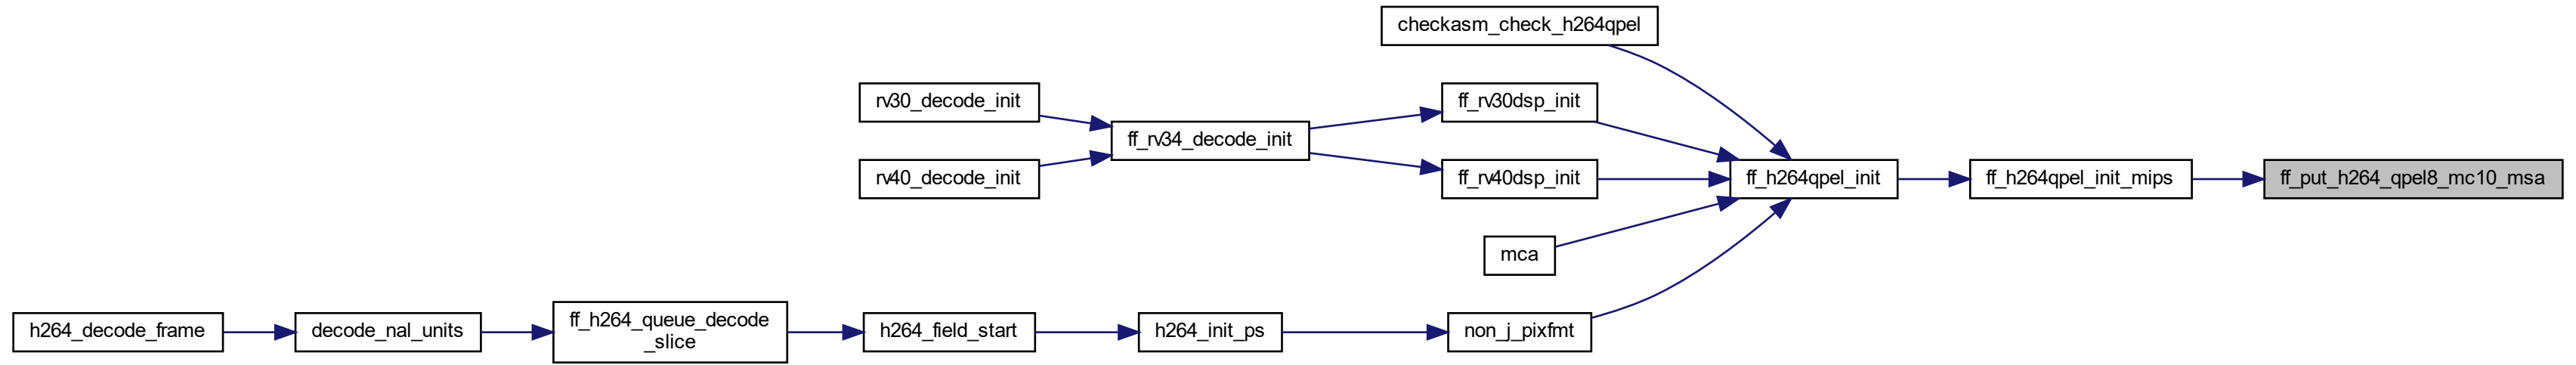 checkasm_check_h264qpel
rv30_decode_init
ff_rv30dsp_init
ff_rv34_decode_init
rv40_decode_init
ff_rv40dsp_init
ff_h264qpel_init
ff_h264qpel_init_mips
ff_put_h264_qpel8_mc10_msa
mca
h264_decode_frame
decode_nal_units
ff_h264_queue_decode
_slice
h264_field_start
h264_init_ps
non_j_pixfmt